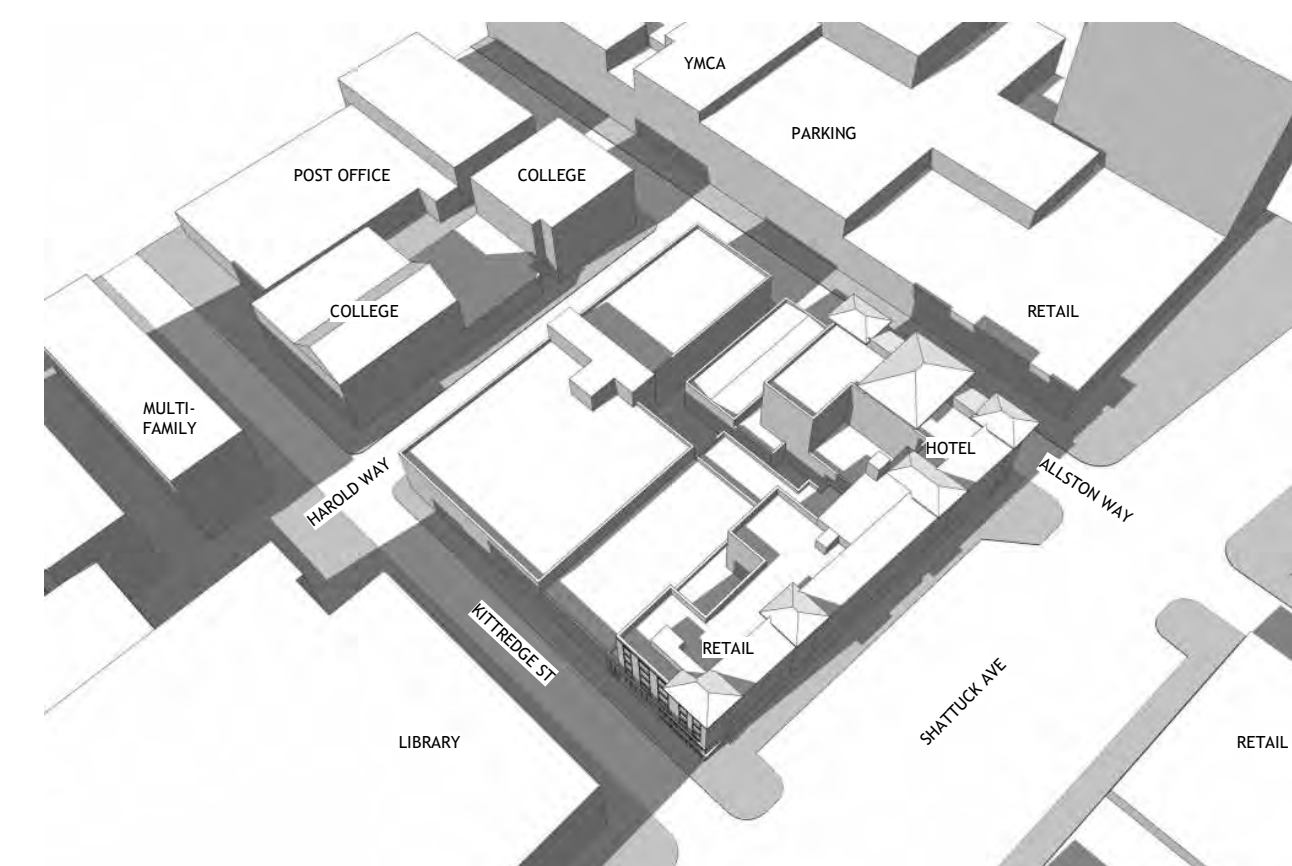 YMCA
PARKING
POST OFFICE
COLLEGE
COLLEGE
RETAIL
MULTI-
FAMILY
HOTEL
HAROLD WAY
ALLSTON WAY
KITTREDGE ST
RETAIL
SHATTUCK AVE
LIBRARY
RETAIL